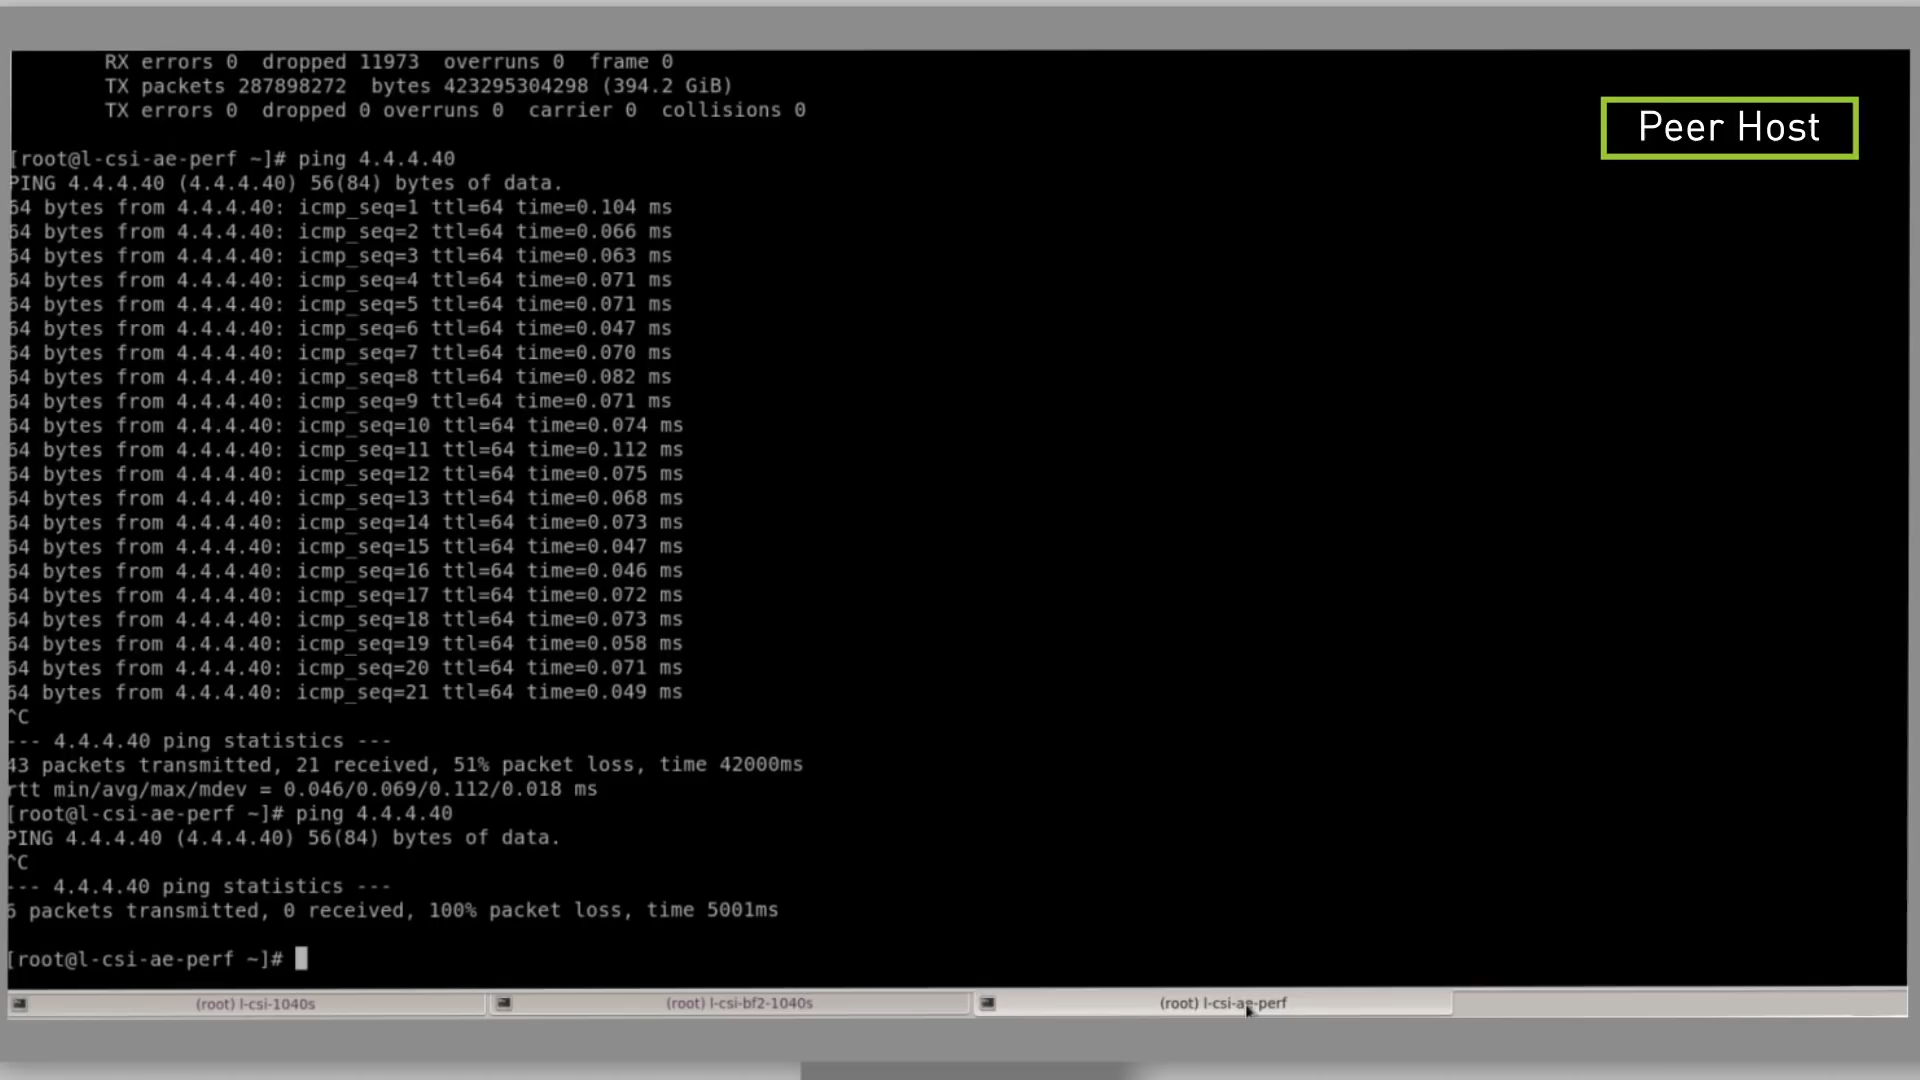 RX errors 0  dropped 11973  overruns 0  frame 0
TX packets 287898272  bytes 423295304298 (394.2 GiB)
TX errors 0  dropped 0 overruns 0  carrier 0  collisions 0
Peer Host
[root@l-csi-ae-perf ~]# ping 4.4.4.40
PING 4.4.4.40 (4.4.4.40) 56(84) bytes of data.
64 bytes from 4.4.4.40: icmp_seq=1 ttl=64 time=0.104 ms
64 bytes from 4.4.4.40: icmp_seq=2 ttl=64 time=0.066 ms
64 bytes from 4.4.4.40: icmp_seq=3 ttl=64 time=0.063 ms
64 bytes from 4.4.4.40: icmp_seq=4 ttl=64 time=0.071 ms
64 bytes from 4.4.4.40: icmp_seq=5 ttl=64 time=0.071 ms
64 bytes from 4.4.4.40: icmp_seq=6 ttl=64 time=0.047 ms
64 bytes from 4.4.4.40: icmp_seq=7 ttl=64 time=0.070 ms
64 bytes from 4.4.4.40: icmp_seq=8 ttl=64 time=0.082 ms
64 bytes from 4.4.4.40: icmp_seq=9 ttl=64 time=0.071 ms
64 bytes from 4.4.4.40: icmp_seq=10 ttl=64 time=0.074 ms
64 bytes from 4.4.4.40: icmp_seq=11 ttl=64 time=0.112 ms
64 bytes from 4.4.4.40: icmp_seq=12 ttl=64 time=0.075 ms
64 bytes from 4.4.4.40: icmp_seq=13 ttl=64 time=0.068 ms
64 bytes from 4.4.4.40: icmp_seq=14 ttl=64 time=0.073 ms
64 bytes from 4.4.4.40: icmp_seq=15 ttl=64 time=0.047 ms
64 bytes from 4.4.4.40: icmp_seq=16 ttl=64 time=0.046 ms
64 bytes from 4.4.4.40: icmp_seq=17 ttl=64 time=0.072 ms
64 bytes from 4.4.4.40: icmp_seq=18 ttl=64 time=0.073 ms
64 bytes from 4.4.4.40: icmp_seq=19 ttl=64 time=0.058 ms
64 bytes from 4.4.4.40: icmp_seq=20 ttl=64 time=0.071 ms
64 bytes from 4.4.4.40: icmp_seq=21 ttl=64 time=0.049 ms
^C
--- 4.4.4.40 ping statistics ---
43 packets transmitted, 21 received, 51% packet loss, time 42000ms
rtt min/avg/max/mdev = 0.046/0.069/0.112/0.018 ms
[root@l-csi-ae-perf ~]# ping 4.4.4.40
PING 4.4.4.40 (4.4.4.40) 56(84) bytes of data.
^C
--- 4.4.4.40 ping statistics ---
6 packets transmitted, 0 received, 100% packet loss, time 5001ms
[root@l-csi-ae-perf ~]#
(root) l-csi-1040s
(root) l-csi-bf2-1040s
(root) l-csi-ae-perf